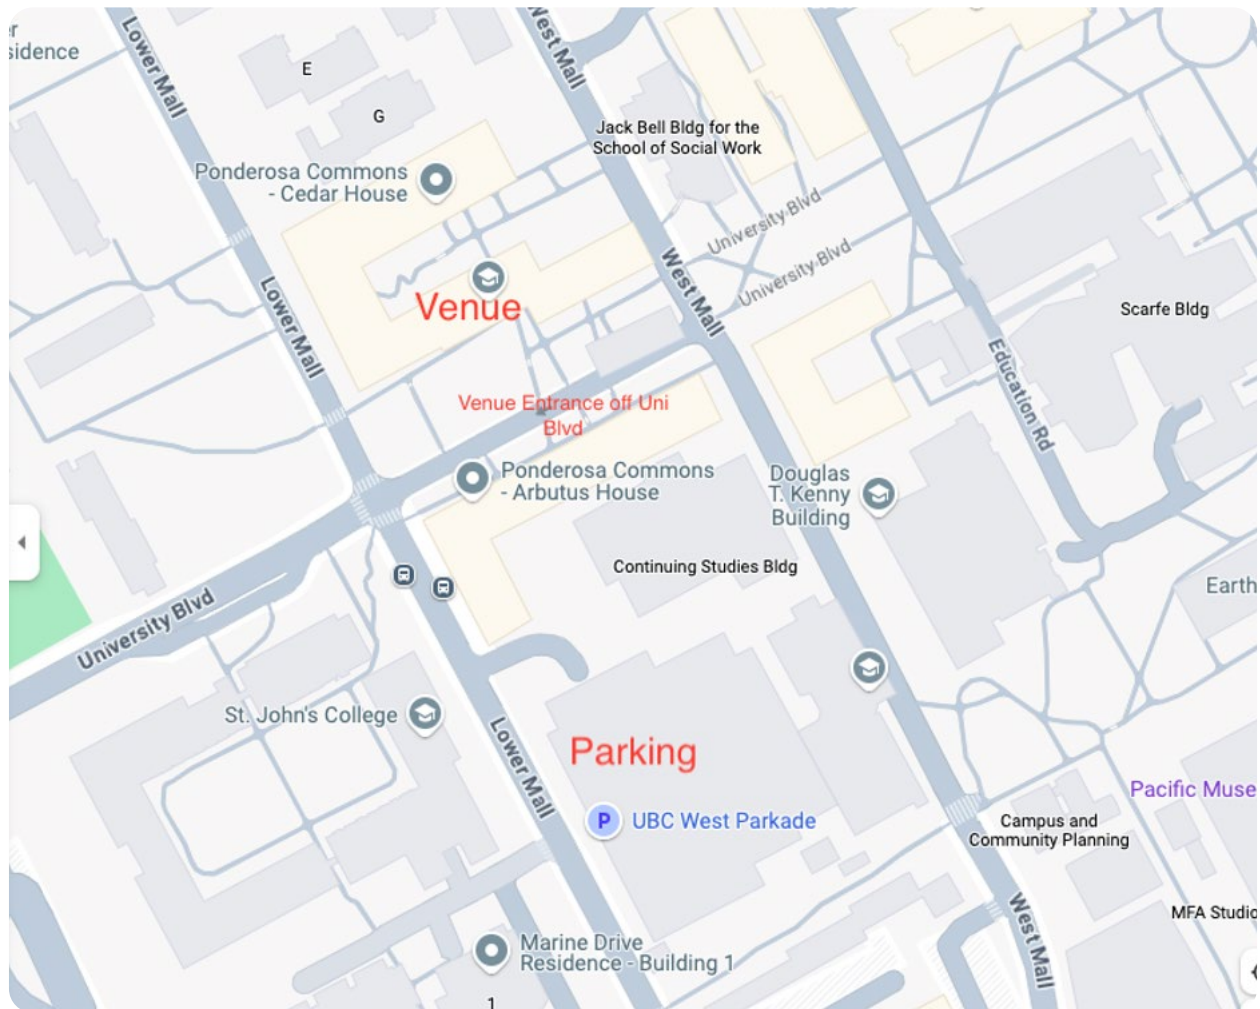 er
sidence
Lower Mall
E
G
West Mall
Jack Bell Bldg for the
School of Social Work
Ponderosa Commons
- Cedar House
University Blvd
University Blvd
Lower Mall
West Mall
Venue
Scarfe Bldg
Education Rd
Venue Entrance off Uni
Blvd
Ponderosa Commons
- Arbutus House
Douglas
T. Kenny
Building
Continuing Studies Bldg
Earth
University Blvd
St. John's College
Lower Mall
Parking
P
UBC West Parkade
Pacific Muse
Campus and
Community Planning
MFA Studio
West Mall
Marine Drive
Residence - Building 1
1